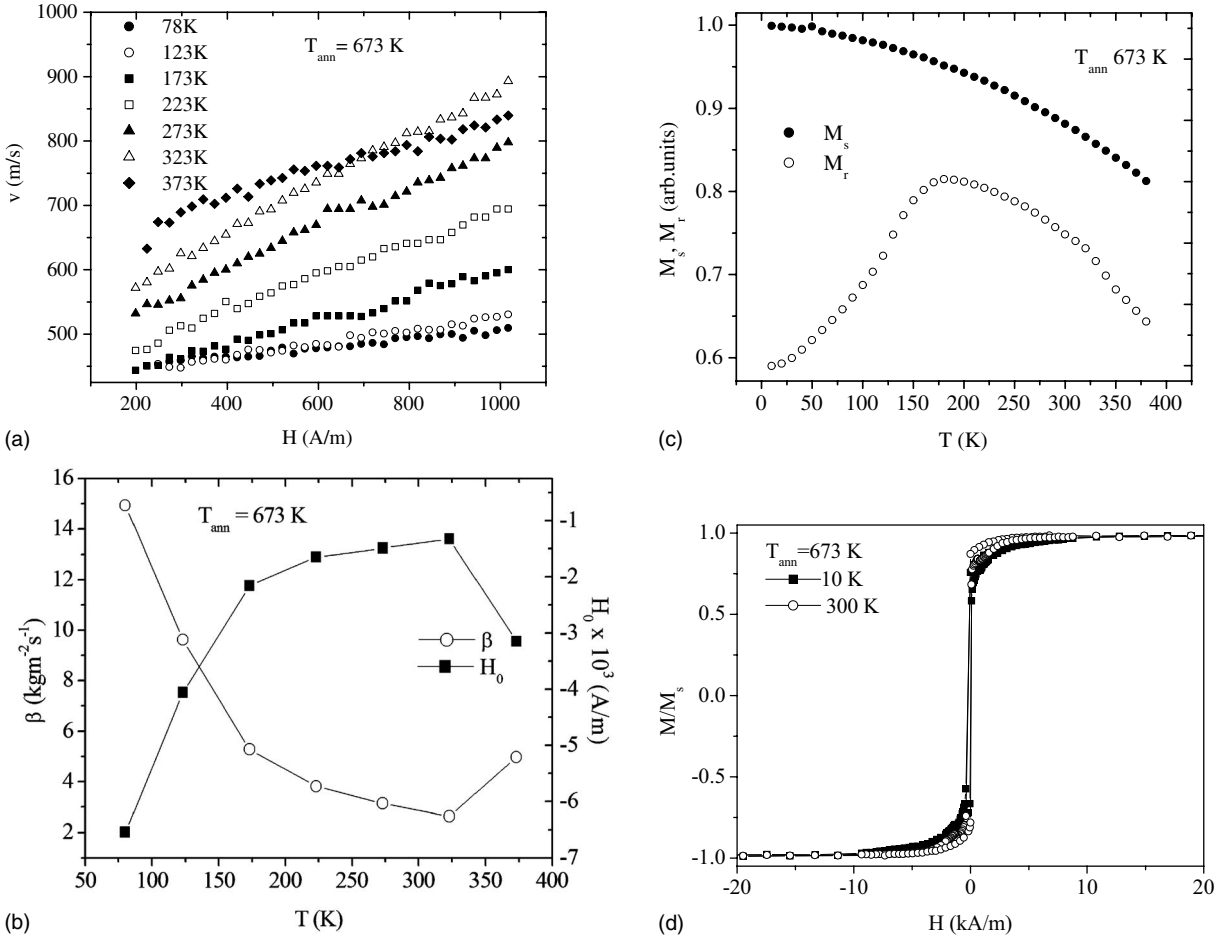 1000
900
800
700
600
500
400
v (m/s)
78K
123K
173K
223K
273K
323K
373K
T_ann = 673 K
200 400 600 800 1000
H (A/m)
(a)
1.0
0.9
0.8
0.7
0.6
M_s, M_r (arb.units)
T_ann 673 K
M_s
M_r
0 50 100 150 200 250 300 350 400
T (K)
(c)
16
14
12
10
8
6
4
2
β (kgm⁻²s⁻¹)
T_ann = 673 K
β
H_0
-1
-2
-3
-4
-5
-6
-7
H_0 x 10³ (A/m)
50 100 150 200 250 300 350 400
T (K)
(b)
1.0
0.5
0.0
-0.5
-1.0
M/M_s
T_ann=673 K
10 K
300 K
-20 -10 0 10 20
H (kA/m)
(d)